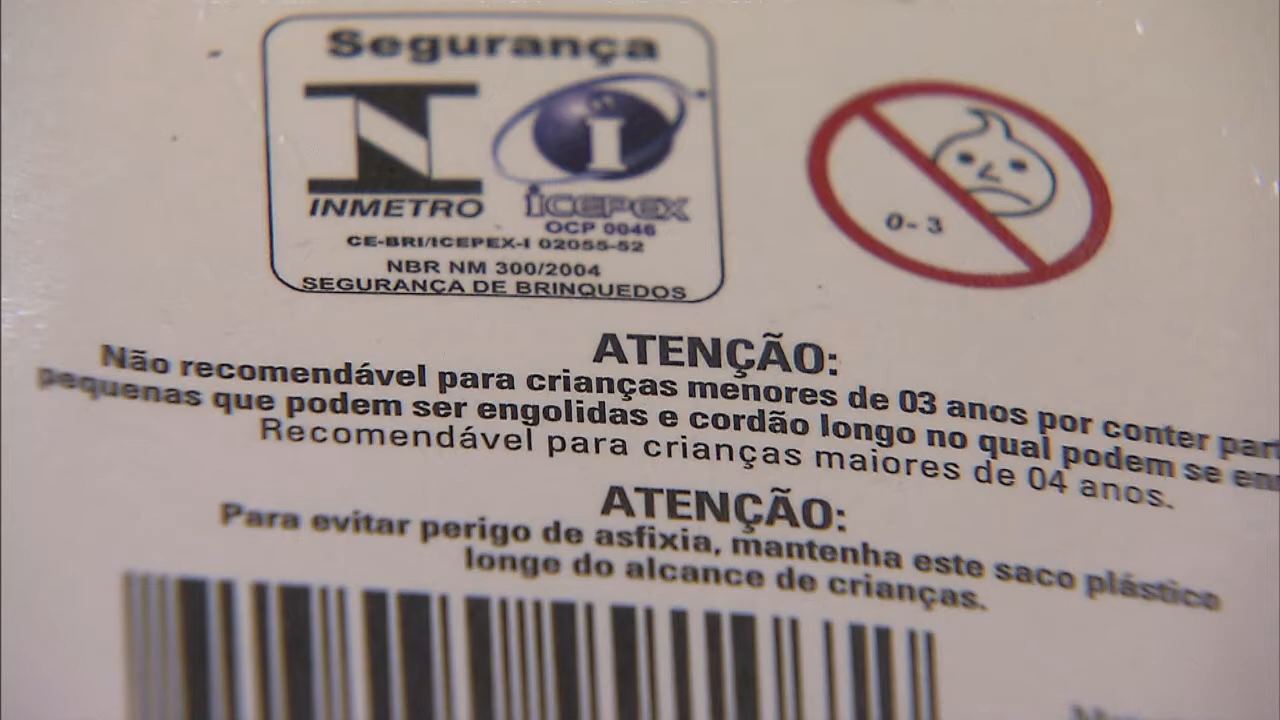 Segurança
INMETRO
ICEPEX
OCP 0046
CE-BRI/ICEPEX-I 02055-52
NBR NM 300/2004
SEGURANÇA DE BRINQUEDOS
0-3
ATENÇÃO:
Não recomendável para crianças menores de 03 anos por conter par
pequenas que podem ser engolidas e cordão longo no qual podem se en
Recomendável para crianças maiores de 04 anos.
ATENÇÃO:
Para evitar perigo de asfixia, mantenha este saco plástico
longe do alcance de crianças.